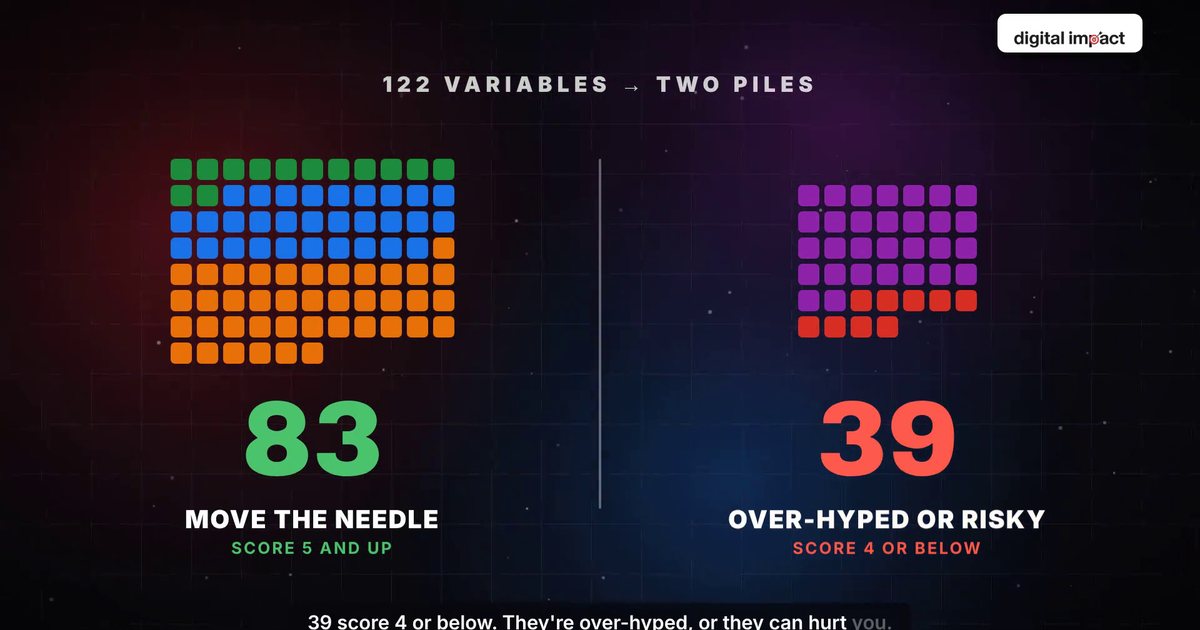 digital impact
122 VARIABLES → TWO PILES
83
MOVE THE NEEDLE
SCORE 5 AND UP
39
OVER-HYPED OR RISKY
SCORE 4 OR BELOW
39 score 4 or below. They're over-hyped, or they can hurt you.